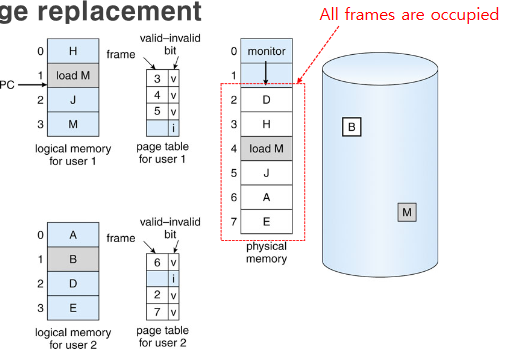 ge replacement
All frames are occupied
valid–invalid
bit
frame
0 H
1 load M
2 J
3 M
PC
3 v
4 v
5 v
i
logical memory
for user 1
page table
for user 1
0 monitor
1
2 D
3 H
4 load M
5 J
6 A
7 E
physical
memory
B
M
valid–invalid
bit
frame
0 A
1 B
2 D
3 E
6 v
i
2 v
7 v
logical memory
for user 2
page table
for user 2